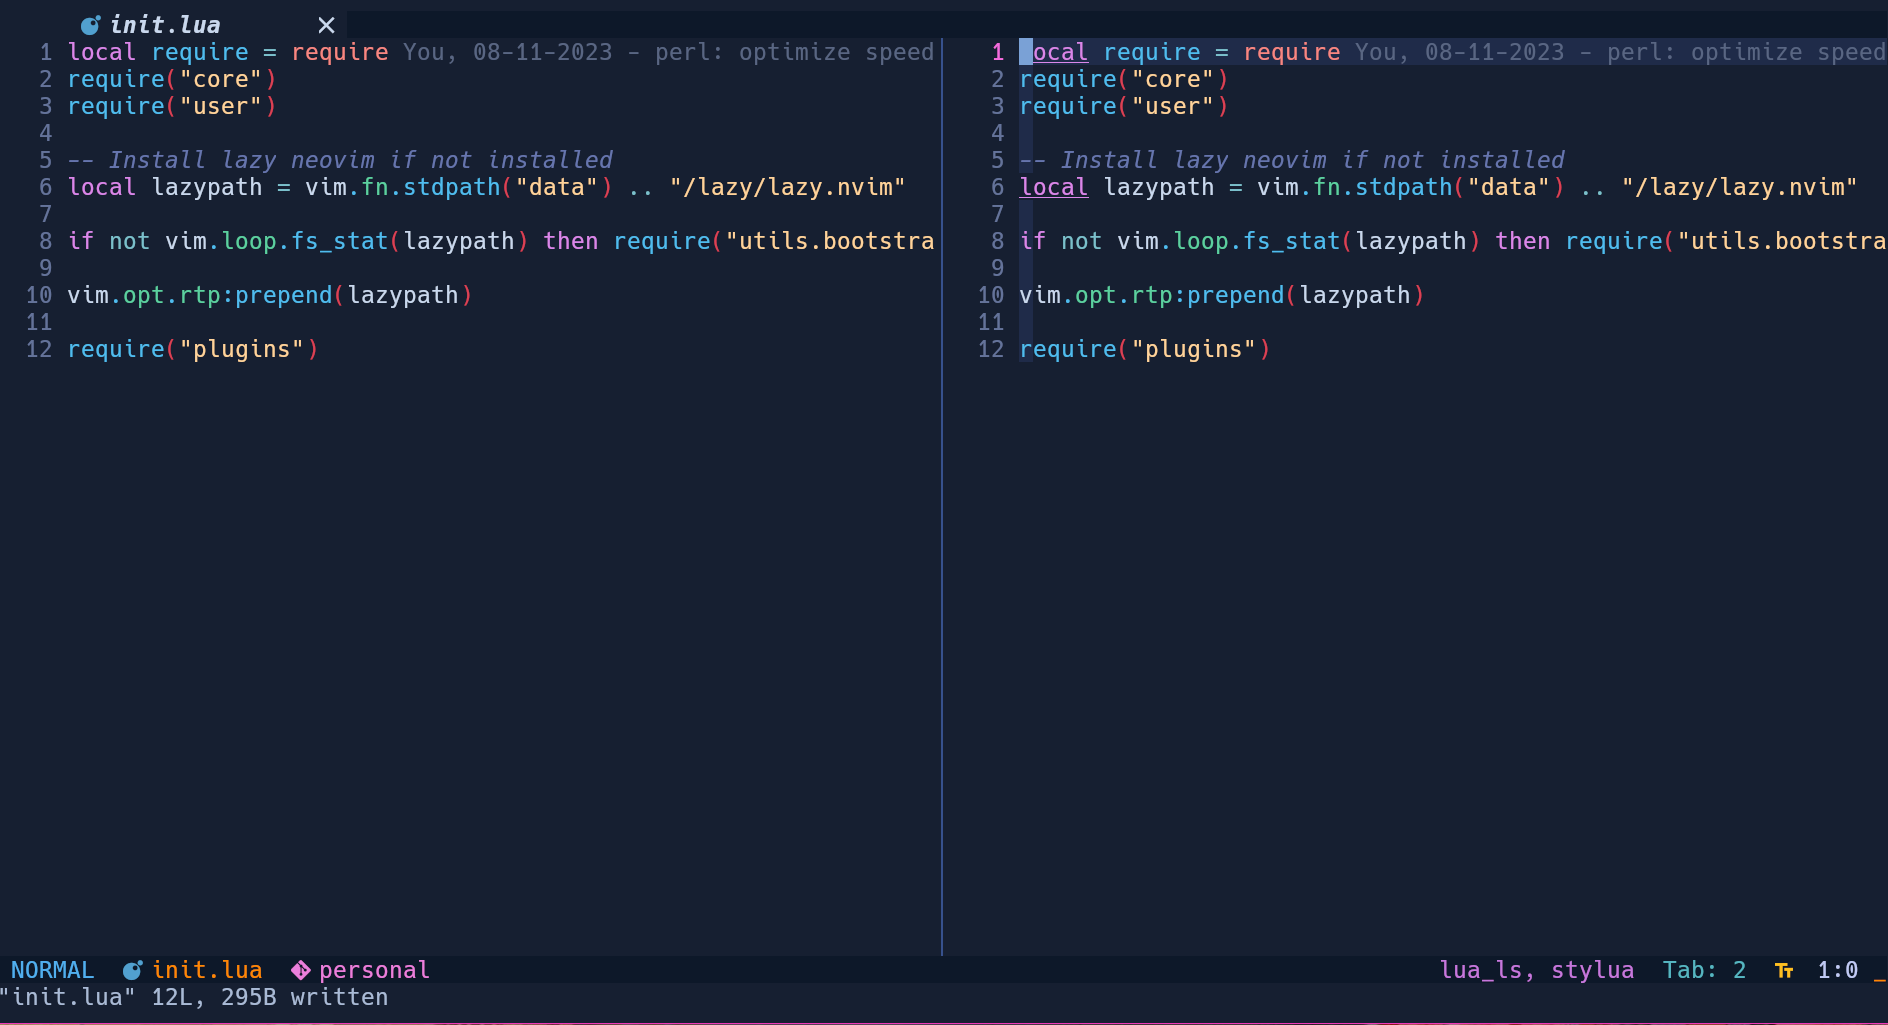 init.lua ×
1 local require = require You, 08-11-2023 - perl: optimize speed
2 require("core")
3 require("user")
4
5 -- Install lazy neovim if not installed
6 local lazypath = vim.fn.stdpath("data") .. "/lazy/lazy.nvim"
7
8 if not vim.loop.fs_stat(lazypath) then require("utils.bootstra
9
10 vim.opt.rtp:prepend(lazypath)
11
12 require("plugins")
1 local require = require You, 08-11-2023 - perl: optimize speed
2 require("core")
3 require("user")
4
5 -- Install lazy neovim if not installed
6 local lazypath = vim.fn.stdpath("data") .. "/lazy/lazy.nvim"
7
8 if not vim.loop.fs_stat(lazypath) then require("utils.bootstra
9
10 vim.opt.rtp:prepend(lazypath)
11
12 require("plugins")
NORMAL init.lua personal lua_ls, stylua Tab: 2 TT 1:0 _
"init.lua" 12L, 295B written